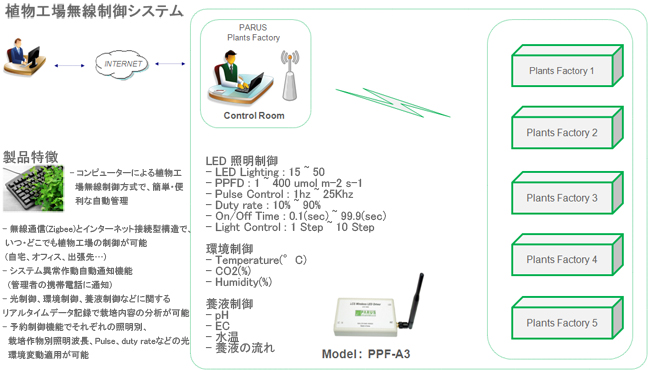 植物工場無線制御システム
INTERNET
PARUS
Plants Factory
Control Room
Plants Factory 1
Plants Factory 2
Plants Factory 3
Plants Factory 4
Plants Factory 5
製品特徴
- コンピューターによる植物工
場無線制御方式で、簡単・便
利な自動管理
- 無線通信(Zigbee)とインターネット接続型構造で、
いつ・どこでも植物工場の制御が可能
(自宅、オフィス、出張先…)
- システム異常作動自動通知機能
(管理者の携帯電話に通知)
- 光制御、環境制御、養液制御などに関する
リアルタイムデータ記録で栽培内容の分析が可能
- 予約制御機能でそれぞれの照明別、
栽培作物別照明波長、Pulse、duty rateなどの光
環境変動適用が可能
LED 照明制御
- LED Lighting : 15 ~ 50
- PPFD : 1 ~ 400 umol m-2 s-1
- Pulse Control : 1hz ~ 25Khz
- Duty rate : 10% ~ 90%
- On/Off Time : 0.1(sec) ~ 99.9(sec)
- Light Control : 1 Step ~ 10 Step
環境制御
- Temperature(° C)
- CO2(%)
- Humidity(%)
養液制御
- pH
- EC
- 水温
- 養液の流れ
PARUS
Model： PPF-A3